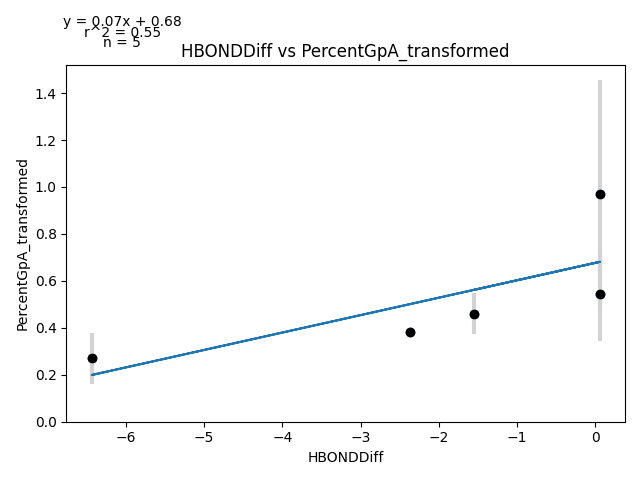 y = 0.07x + 0.68
r^2 = 0.55
n = 5
HBONDDiff vs PercentGpA_transformed
PercentGpA_transformed
1.4
1.2
1.0
0.8
0.6
0.4
0.2
0.0
−6
−5
−4
−3
−2
−1
0
HBONDDiff